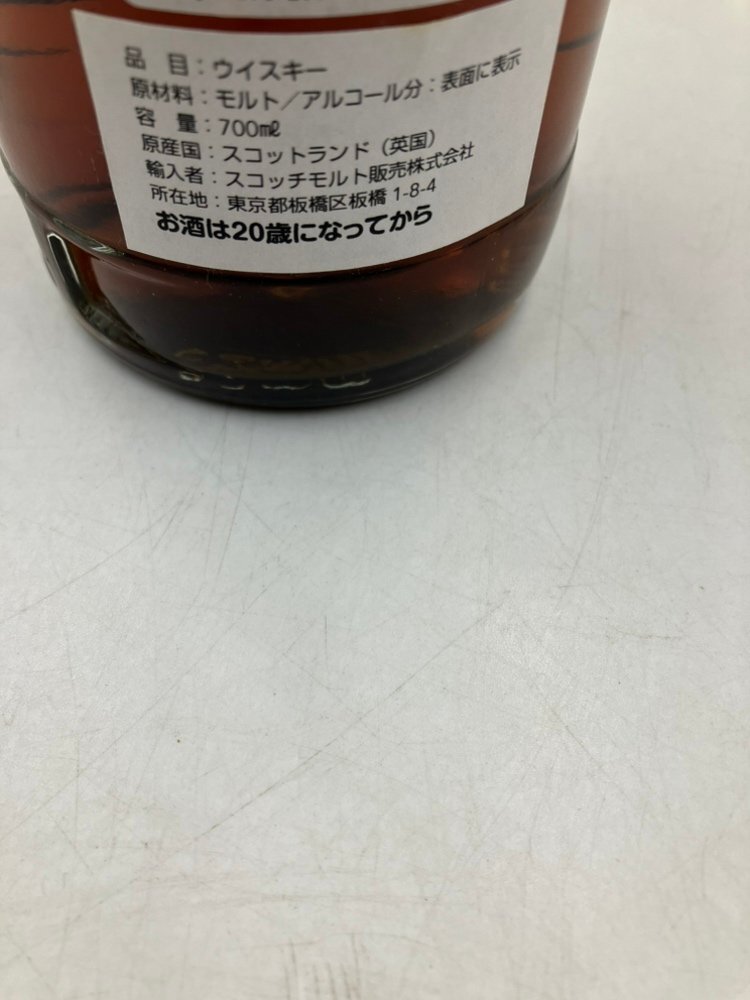 品　目：ウイスキー
原材料：モルト／アルコール分：表面に表示
容　量：700㎖
原産国：スコットランド（英国）
輸入者：スコッチモルト販売株式会社
所在地：東京都板橋区板橋 1-8-4
お酒は20歳になってから